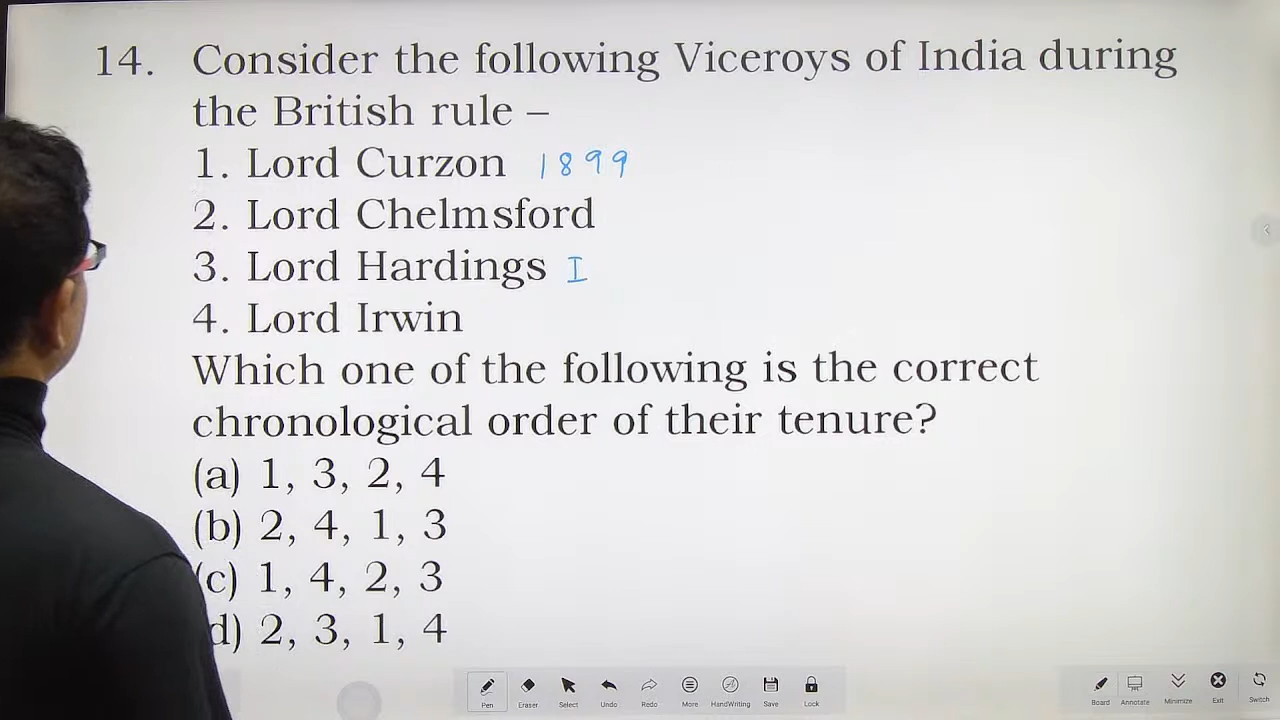 14. Consider the following Viceroys of India during
the British rule –
1. Lord Curzon 1899
2. Lord Chelmsford
3. Lord Hardings I
4. Lord Irwin
Which one of the following is the correct
chronological order of their tenure?
(a) 1, 3, 2, 4
(b) 2, 4, 1, 3
(c) 1, 4, 2, 3
d) 2, 3, 1, 4
Pen Eraser Select Undo Redo More HandWriting Save Lock Board Annotate Minimize Exit Switch